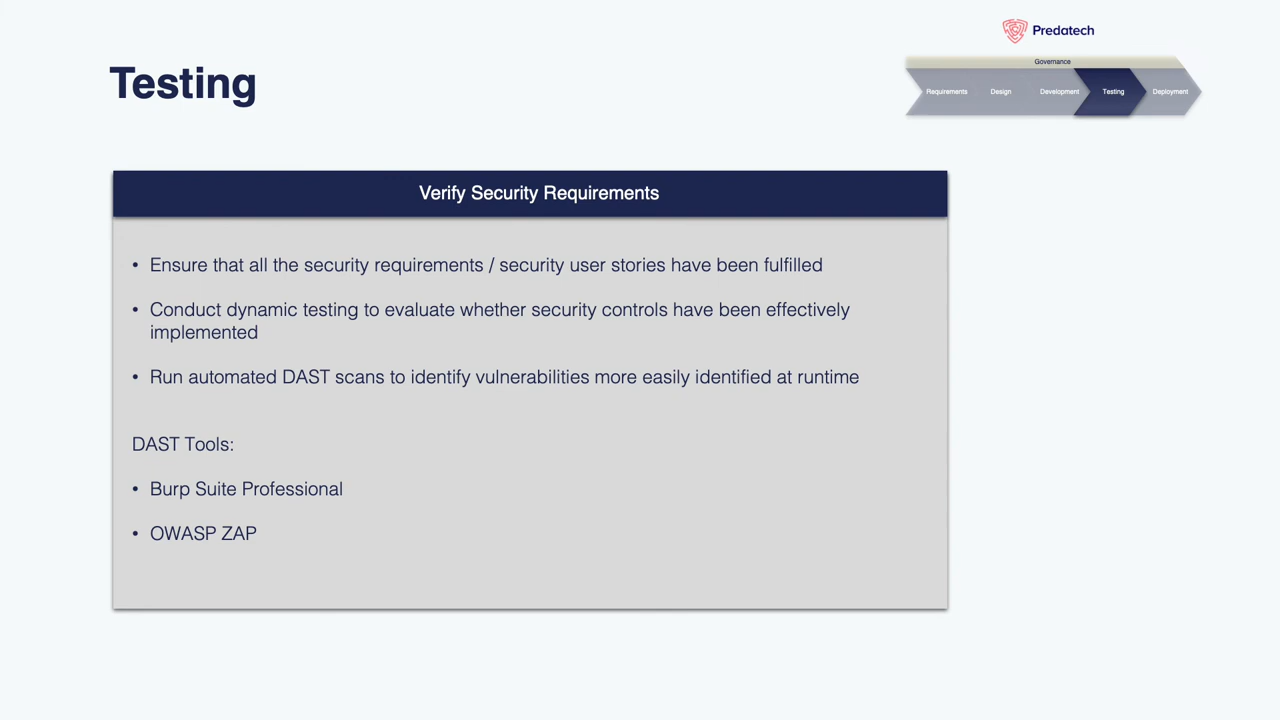 Predatech
Testing
Governance
Requirements
Design
Development
Testing
Deployment
Verify Security Requirements
• Ensure that all the security requirements / security user stories have been fulfilled
• Conduct dynamic testing to evaluate whether security controls have been effectively
implemented
• Run automated DAST scans to identify vulnerabilities more easily identified at runtime
DAST Tools:
• Burp Suite Professional
• OWASP ZAP